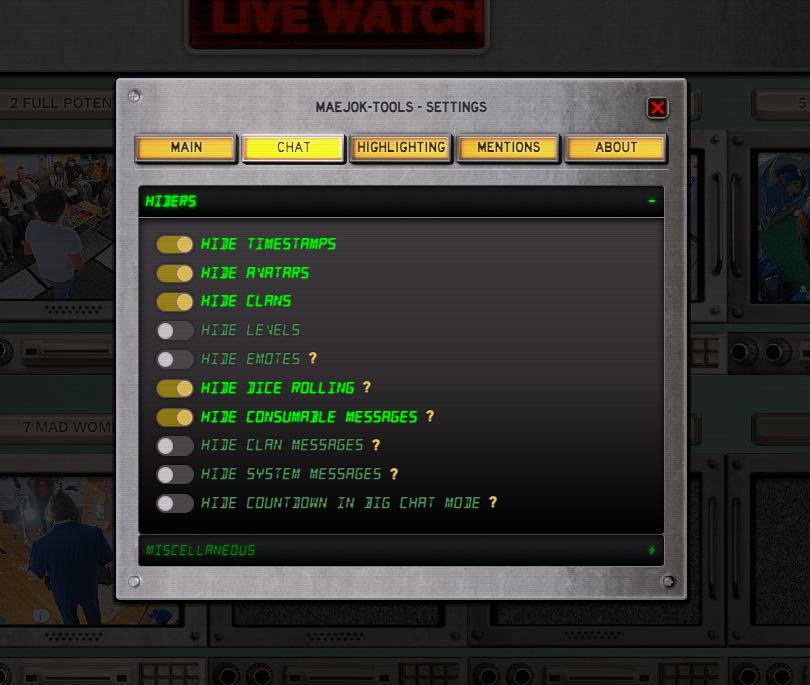 LIVE WATCH
2 FULL POTEN
5
MAEJOK-TOOLS - SETTINGS
MAIN
CHAT
HIGHLIGHTING
MENTIONS
ABOUT
HIDERS -
HIDE TIMESTAMPS
HIDE AVATARS
HIDE CLANS
HIDE LEVELS
HIDE EMOTES ?
HIDE DICE ROLLING ?
HIDE CONSUMABLE MESSAGES ?
HIDE CLAN MESSAGES ?
HIDE SYSTEM MESSAGES ?
HIDE COUNTDOWN IN BIG CHAT MODE ?
7 MAD WOM
MISCELLANEOUS +